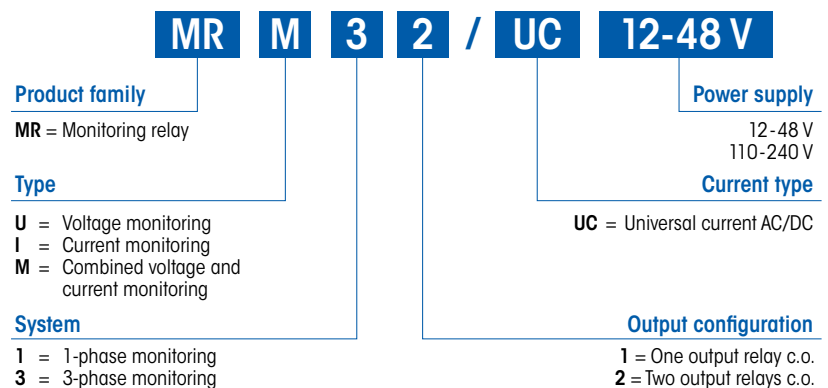 MR M 3 2 / UC 12-48 V
Product family
MR = Monitoring relay
Power supply
12-48 V
110-240 V
Type
U = Voltage monitoring
I = Current monitoring
M = Combined voltage and
current monitoring
Current type
UC = Universal current AC/DC
System
1 = 1-phase monitoring
3 = 3-phase monitoring
Output configuration
1 = One output relay c.o.
2 = Two output relays c.o.